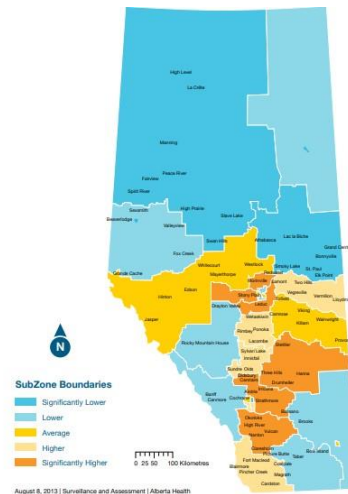 High Level
La Crete
Manning
Peace River
Fairview
Spirit River
High Prairie
Slave Lake
Sexsmith
Beaverlodge
Valleyview
Fox Creek
Grande Cache
Swan Hills
Athabasca
Lac la Biche
Grand Centre
Bonnyville
St. Paul
Elk Point
Smoky Lake
Whitecourt
Mayerthorpe
Westlock
Redwater
Lamont
Two Hills
Vegreville
Vermilion
Edson
Hinton
Jasper
Stony Plain
Leduc
Drayton Valley
Wetaskiwin
Camrose
Viking
Killam
Wainwright
Rimbey
Ponoka
Lacombe
Sylvan Lake
Innisfail
Rocky Mountain House
Stettler
Sundre Olds
Didsbury
Three Hills
Hanna
Drumheller
Banff
Canmore
Cochrane
Airdrie
Strathmore
Bassano
Brooks
Okotoks
High River
Vulcan
Nanton
Claresholm
Picture Butte
Taber
Bow Island
Fort Macleod
Blairmore
Pincher Creek
Coaldale
Magrath
Cardston
N
SubZone Boundaries
Significantly Lower
Lower
Average
Higher
Significantly Higher
0 25 50 100 Kilometres
August 8, 2013 | Surveillance and Assessment | Alberta Health